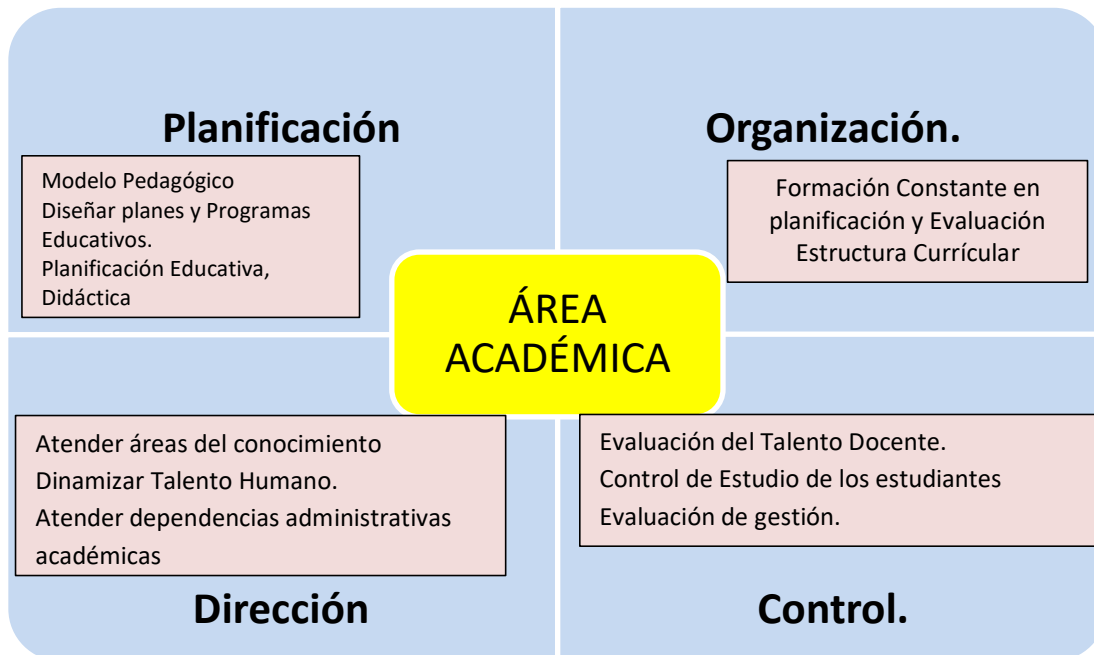 Planificación
Modelo Pedagógico
Diseñar planes y Programas
Educativos.
Planificación Educativa,
Didáctica
Organización.
Formación Constante en
planificación y Evaluación
Estructura Currícular
ÁREA
ACADÉMICA
Atender áreas del conocimiento
Dinamizar Talento Humano.
Atender dependencias administrativas
académicas
Dirección
Evaluación del Talento Docente.
Control de Estudio de los estudiantes
Evaluación de gestión.
Control.